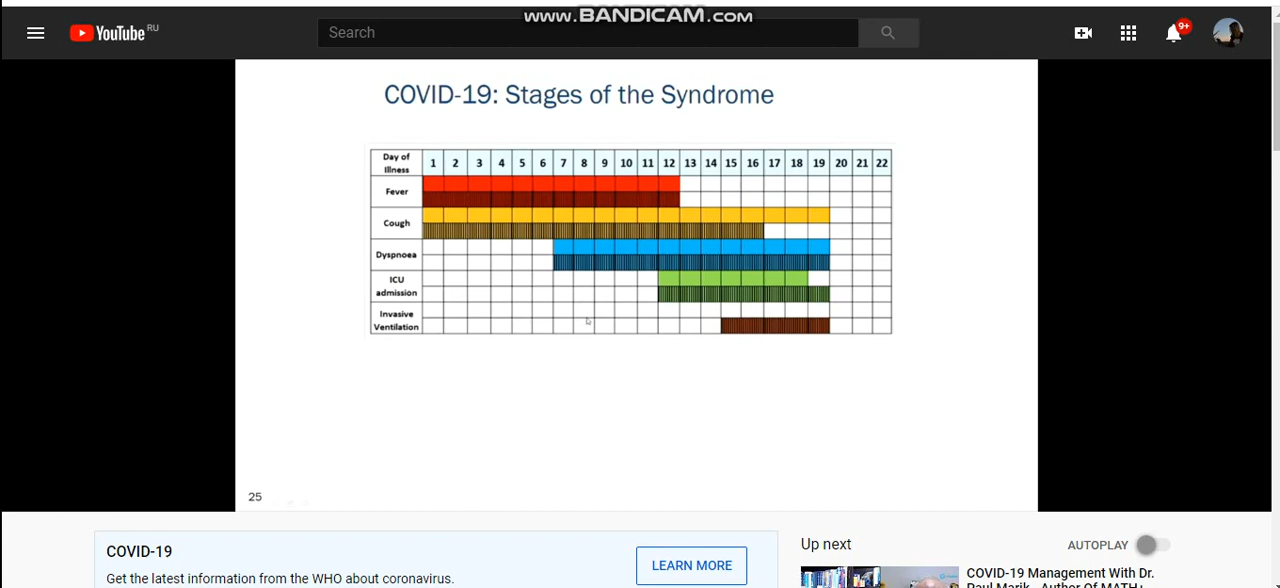 www.BANDICAM.com
YouTube RU
Search
9+
COVID-19: Stages of the Syndrome
Day of Illness 1 2 3 4 5 6 7 8 9 10 11 12 13 14 15 16 17 18 19 20 21 22
Fever
Cough
Dyspnoea
ICU
admission
Invasive
Ventilation
25
COVID-19
Get the latest information from the WHO about coronavirus.
LEARN MORE
Up next
AUTOPLAY
COVID-19 Management With Dr.
Paul Marik - Author Of MATH+